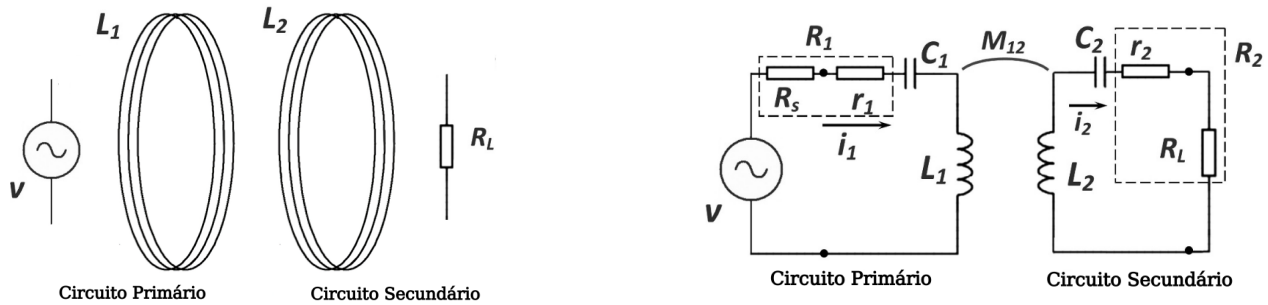 L1
L2
V
RL
Circuito Primário
Circuito Secundário
R1
C1
M12
C2
r2
R2
Rs
r1
i1
i2
RL
L1
L2
V
Circuito Primário
Circuito Secundário